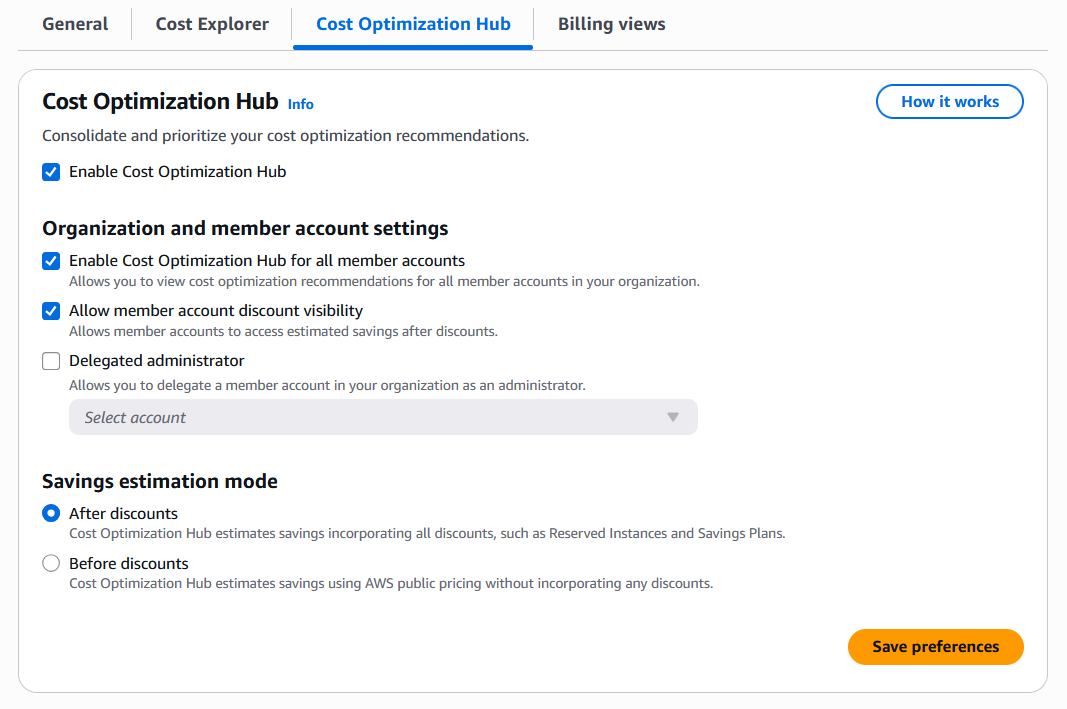 General
Cost Explorer
Cost Optimization Hub
Billing views
Cost Optimization Hub Info
How it works
Consolidate and prioritize your cost optimization recommendations.
Enable Cost Optimization Hub
Organization and member account settings
Enable Cost Optimization Hub for all member accounts
Allows you to view cost optimization recommendations for all member accounts in your organization.
Allow member account discount visibility
Allows member accounts to access estimated savings after discounts.
Delegated administrator
Allows you to delegate a member account in your organization as an administrator.
Select account
Savings estimation mode
After discounts
Cost Optimization Hub estimates savings incorporating all discounts, such as Reserved Instances and Savings Plans.
Before discounts
Cost Optimization Hub estimates savings using AWS public pricing without incorporating any discounts.
Save preferences